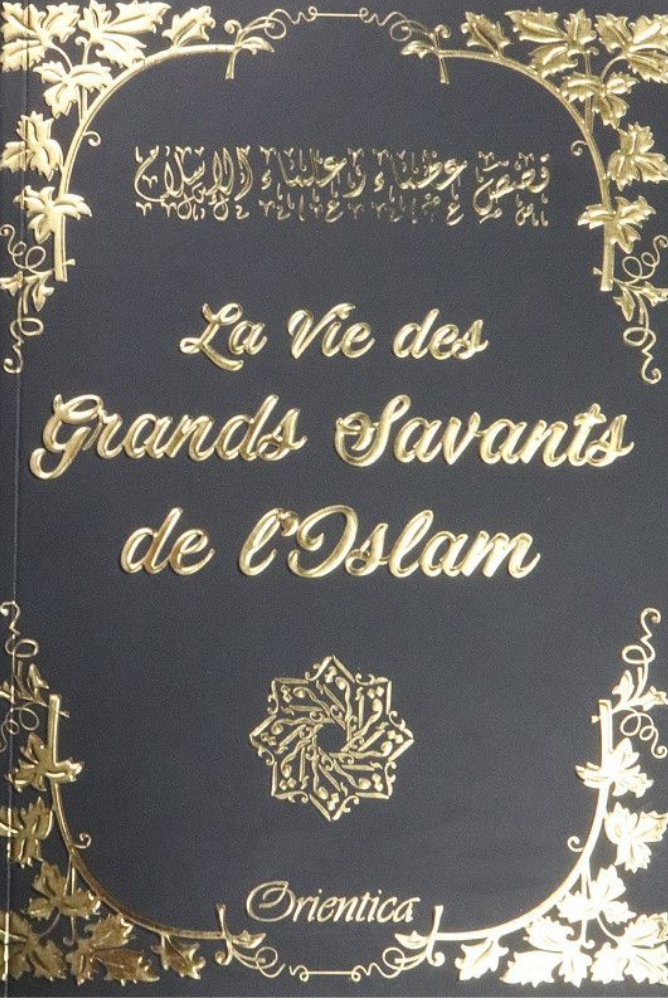 قصص عظماء وعلماء الإسلام
La Vie des
Grands Savants
de l'Islam
Orientica